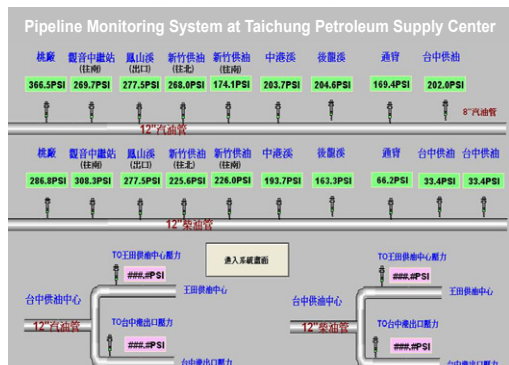 Pipeline Monitoring System at Taichung Petroleum Supply Center
桃廠 觀音中繼站 鳳山溪 新竹供油 新竹供油 中港溪 後龍溪 通宵 台中供油
(往南) (出口) (往北) (往南)
366.5PSI 269.7PSI 277.5PSI 268.0PSI 174.1PSI 203.7PSI 204.6PSI 169.4PSI 202.0PSI
8"汽油管
12"汽油管
桃廠 觀音中繼站 鳳山溪 新竹供油 新竹供油 中港溪 後龍溪 通宵 台中供油 台中供油
(往南) (出口) (往北) (往南)
286.8PSI 308.3PSI 277.5PSI 225.6PSI 226.0PSI 193.7PSI 163.3PSI 66.2PSI 33.4PSI 33.4PSI
12"柴油管
TO王田供油中心壓力 進入系統畫面 TO王田供油中心壓力
###.#PSI ###.#PSI
王田供油中心 王田供油中心
台中供油中心 台中供油中心
12"汽油管 TO台中港出口壓力 12"柴油管 TO台中港出口壓力
###.#PSI ###.#PSI
台中港出口壓力 台中港出口壓力